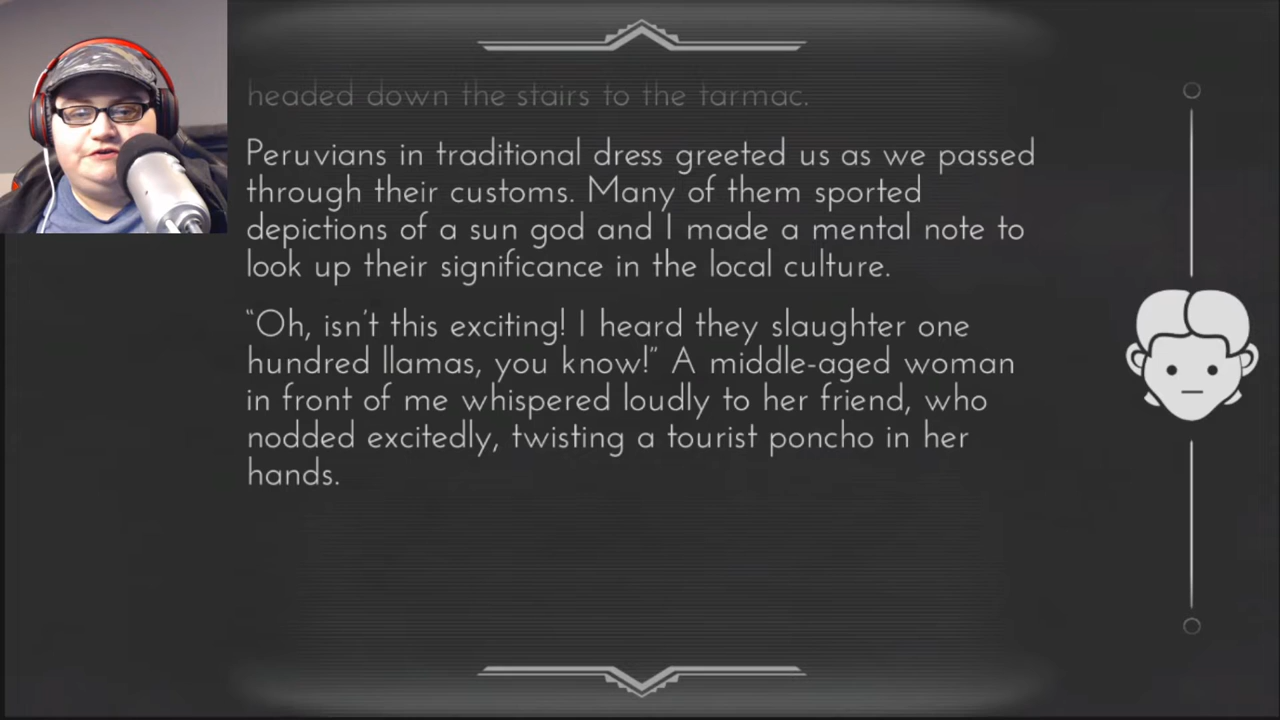 headed down the stairs to the tarmac.
Peruvians in traditional dress greeted us as we passed
through their customs. Many of them sported
depictions of a sun god and I made a mental note to
look up their significance in the local culture.
“Oh, isn’t this exciting! I heard they slaughter one
hundred llamas, you know!” A middle-aged woman
in front of me whispered loudly to her friend, who
nodded excitedly, twisting a tourist poncho in her
hands.